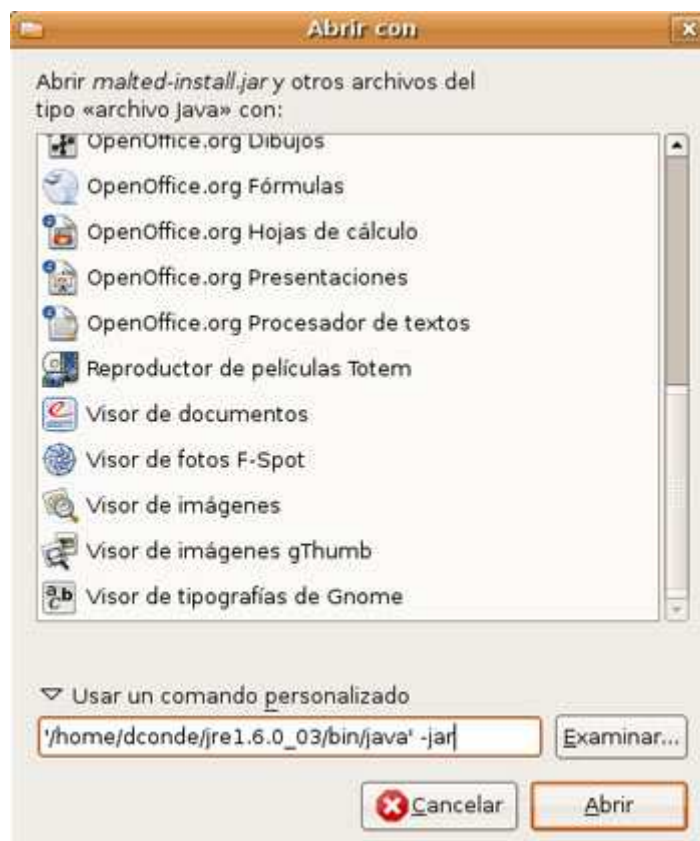 Abrir con
Abrir malted-install.jar y otros archivos del
tipo «archivo Java» con:
OpenOffice.org Dibujos
OpenOffice.org Fórmulas
OpenOffice.org Hojas de cálculo
OpenOffice.org Presentaciones
OpenOffice.org Procesador de textos
Reproductor de películas Totem
Visor de documentos
Visor de fotos F-Spot
Visor de imágenes
Visor de imágenes gThumb
a,b Visor de tipografías de Gnome
Usar un comando personalizado
'/home/dconde/jre1.6.0_03/bin/java' -jar
Examinar...
Cancelar
Abrir